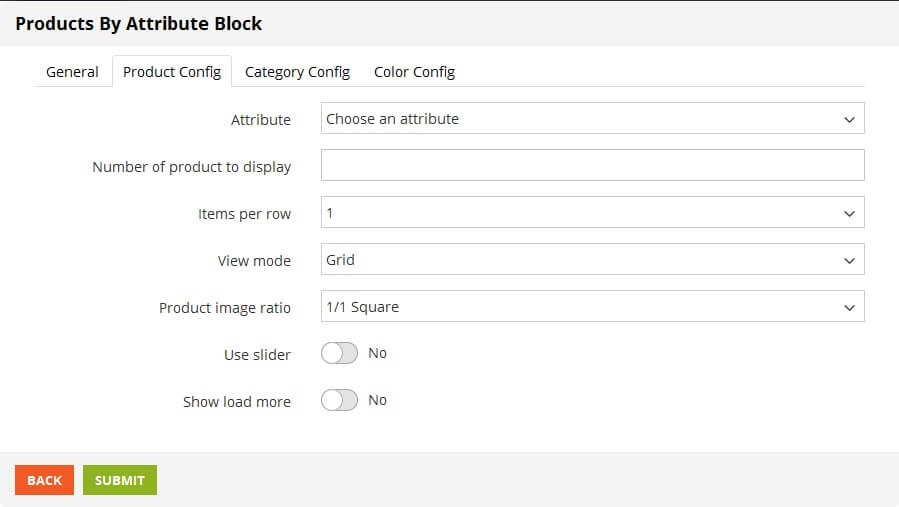 Products By Attribute Block
General Product Config Category Config Color Config
Attribute Choose an attribute
Number of product to display
Items per row 1
View mode Grid
Product image ratio 1/1 Square
Use slider No
Show load more No
BACK SUBMIT